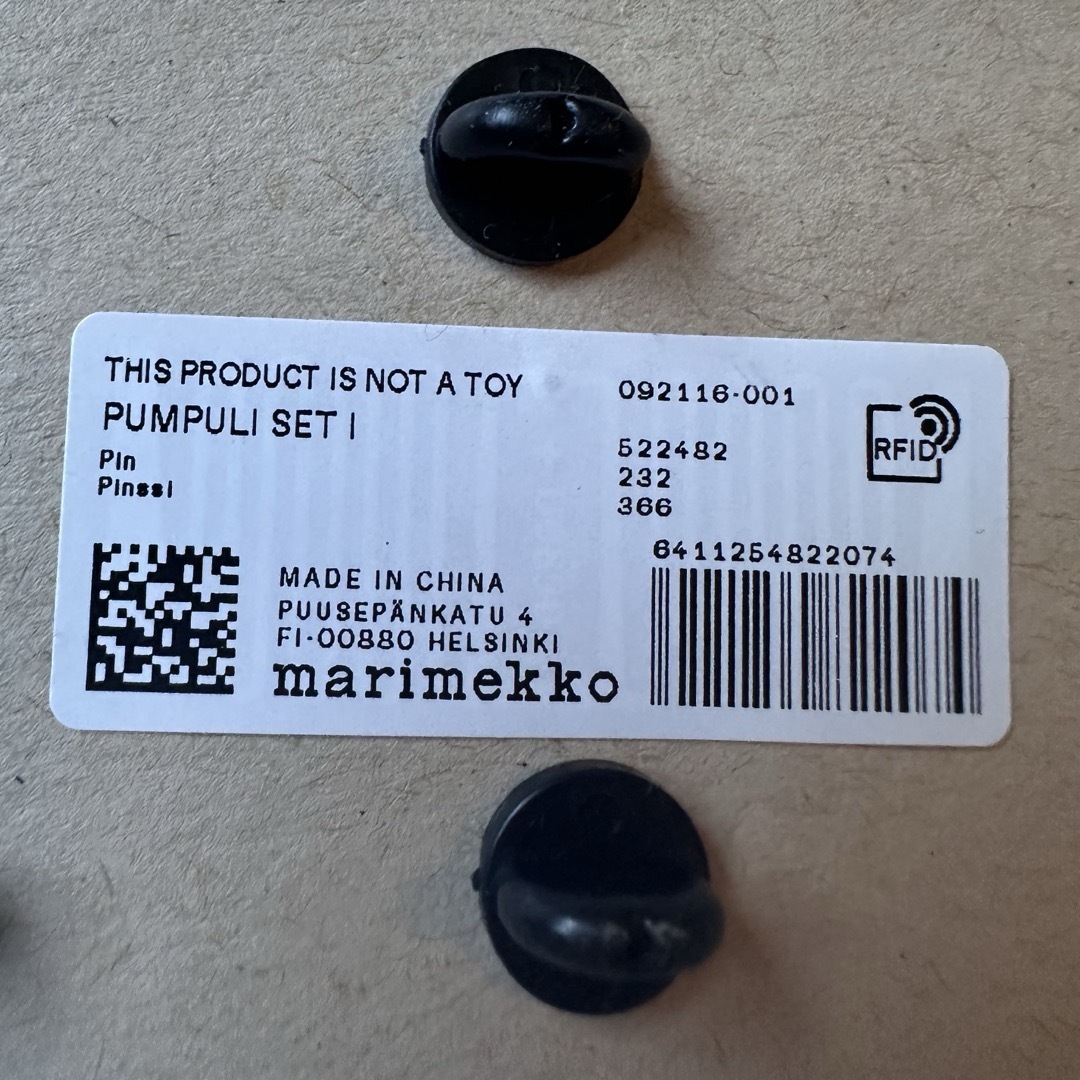 THIS PRODUCT IS NOT A TOY
PUMPULI SET I
Pin
Pinssi
092116-001
522482
232
366
RFID
6411254822074
MADE IN CHINA
PUUSEPÄNKATU 4
FI-00880 HELSINKI
marimekko